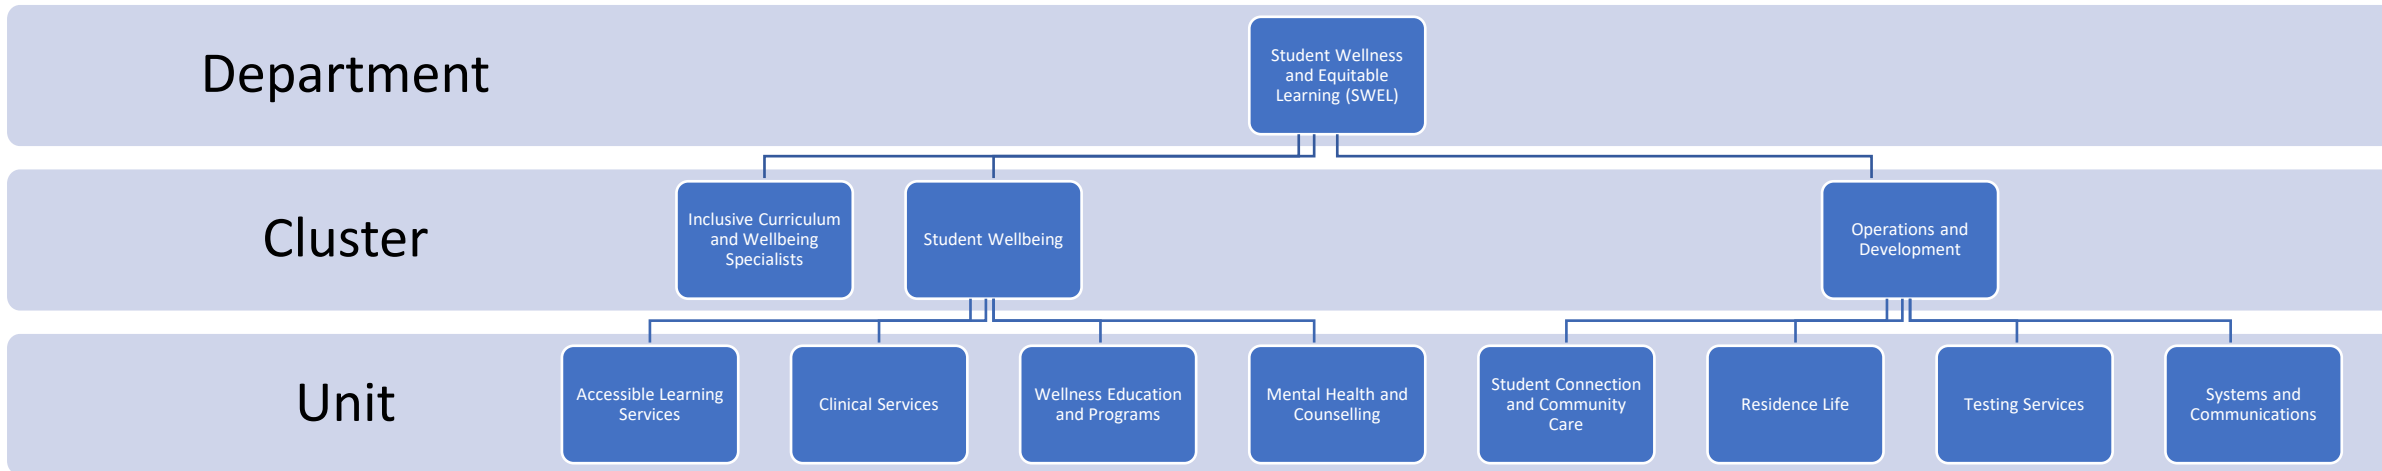 Department
Student Wellness
and Equitable
Learning (SWEL)
Cluster
Inclusive Curriculum
and Wellbeing
Specialists
Student Wellbeing
Operations and
Development
Unit
Accessible Learning
Services
Clinical Services
Wellness Education
and Programs
Mental Health and
Counselling
Student Connection
and Community
Care
Residence Life
Testing Services
Systems and
Communications